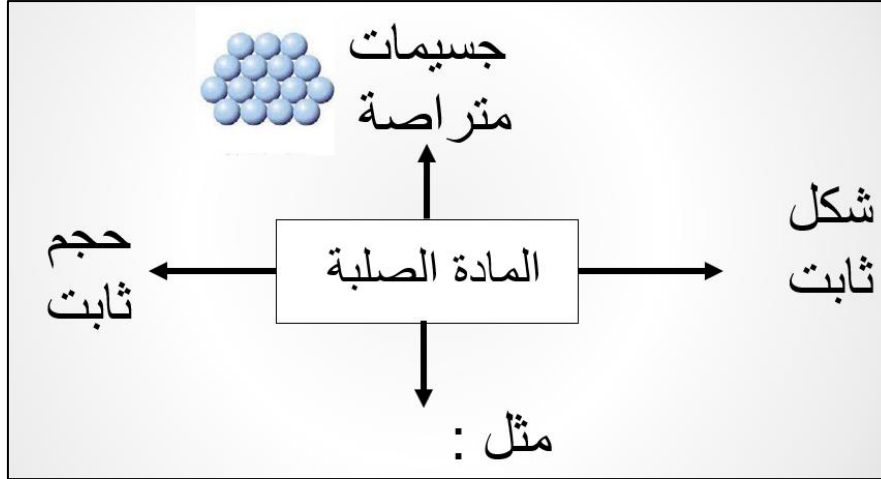 جسيمات
متراصة
شكل
ثابت
المادة الصلبة
حجم
ثابت
مثل :